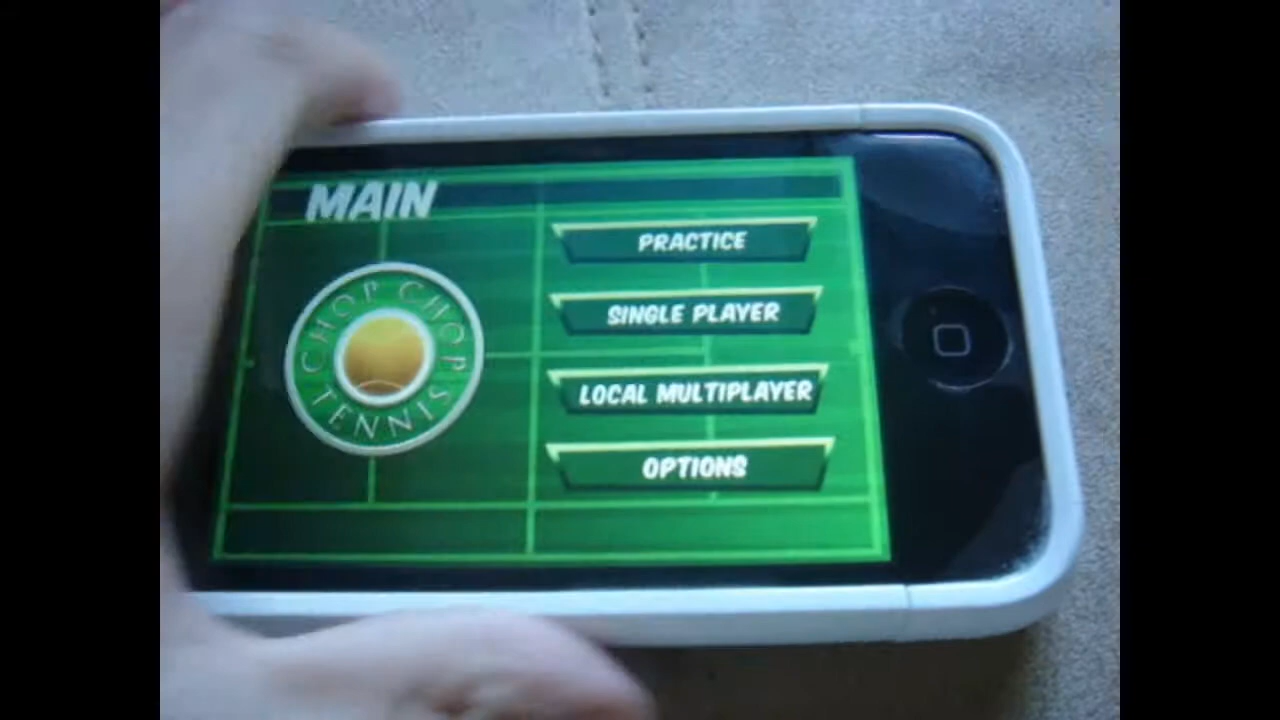 MAIN
CHOP CHOP
TENNIS
PRACTICE
SINGLE PLAYER
LOCAL MULTIPLAYER
OPTIONS